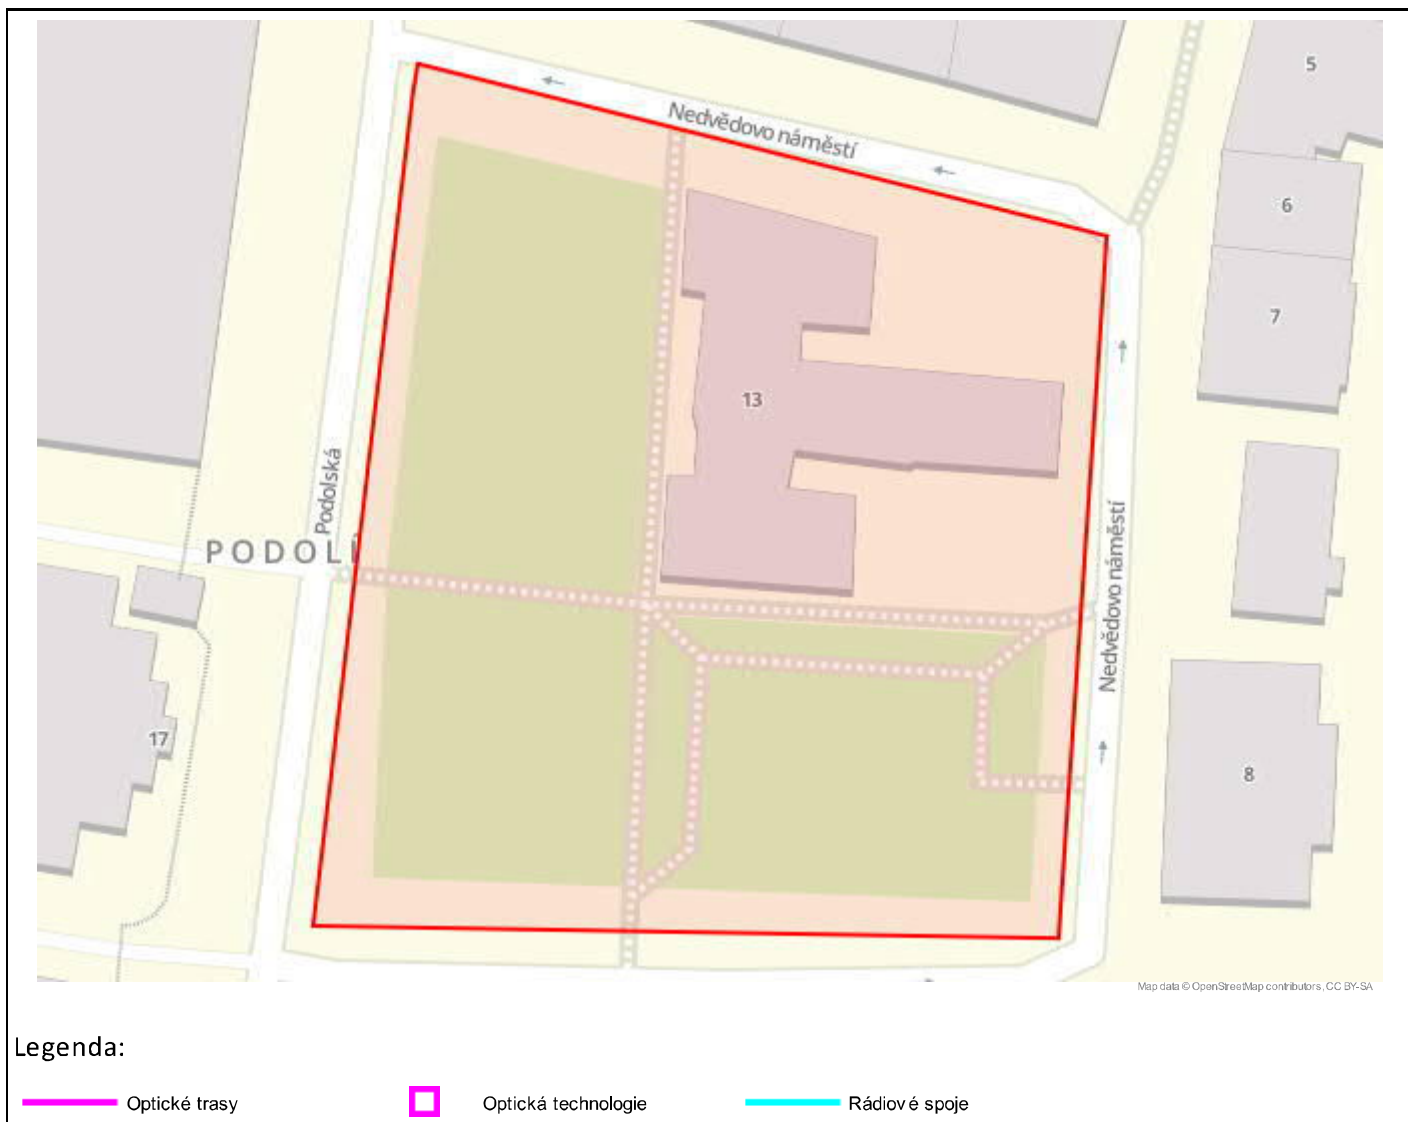 5
Nedvědovo náměstí
6
7
13
Podolská
PODOLÍ
Nedvědovo náměstí
17
8
Map data © OpenStreetMap contributors, CC BY-SA
Legenda:
Optické trasy
Optická technologie
Rádiové spoje